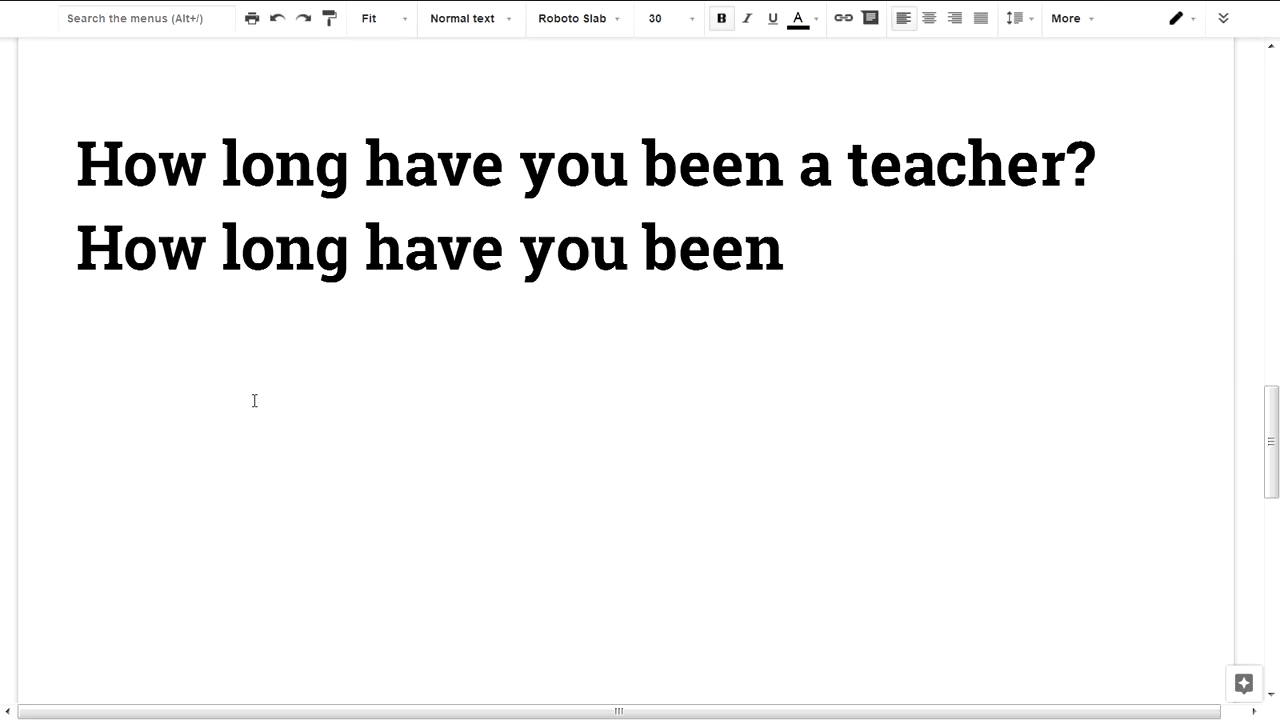 Search the menus (Alt+/) Fit Normal text Roboto Slab 30 B I U A More
How long have you been a teacher?
How long have you been